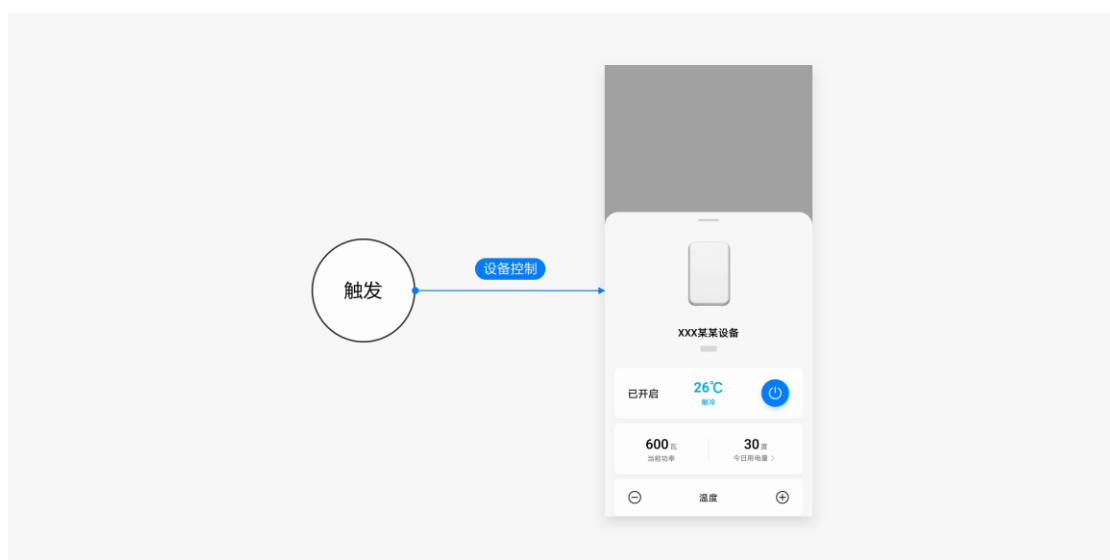 触发
设备控制
XXX某某设备
已开启
26℃
制冷
600瓦
当前功率
30度
今日用电量 >
温度